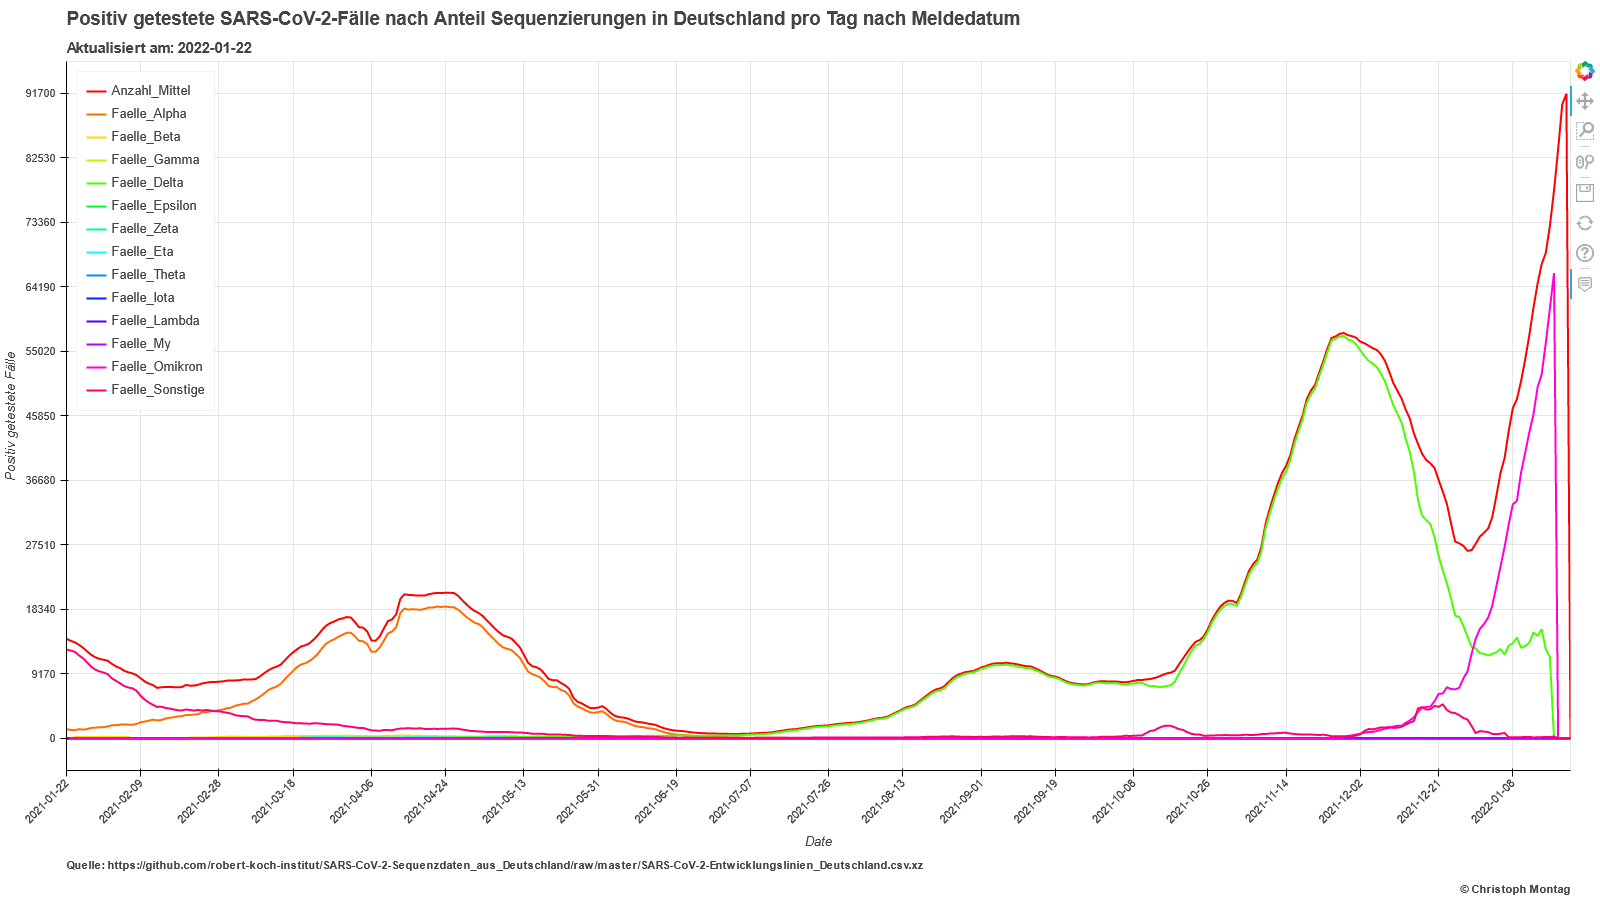 Positiv getestete SARS-CoV-2-Fälle nach Anteil Sequenzierungen in Deutschland pro Tag nach Meldedatum
Aktualisiert am: 2022-01-22
Anzahl_Mittel
Faelle_Alpha
Faelle_Beta
Faelle_Gamma
Faelle_Delta
Faelle_Epsilon
Faelle_Zeta
Faelle_Eta
Faelle_Theta
Faelle_Iota
Faelle_Lambda
Faelle_My
Faelle_Omikron
Faelle_Sonstige
91700
82530
73360
64190
55020
45850
36680
27510
18340
9170
0
Positiv getestete Fälle
2021-01-22
2021-02-09
2021-02-28
2021-03-18
2021-04-06
2021-04-24
2021-05-13
2021-05-31
2021-06-19
2021-07-07
2021-07-26
2021-08-13
2021-09-01
2021-09-19
2021-10-08
2021-10-26
2021-11-14
2021-12-02
2021-12-21
2022-01-08
Date
Quelle: https://github.com/robert-koch-institut/SARS-CoV-2-Sequenzdaten_aus_Deutschland/raw/master/SARS-CoV-2-Entwicklungslinien_Deutschland.csv.xz
© Christoph Montag